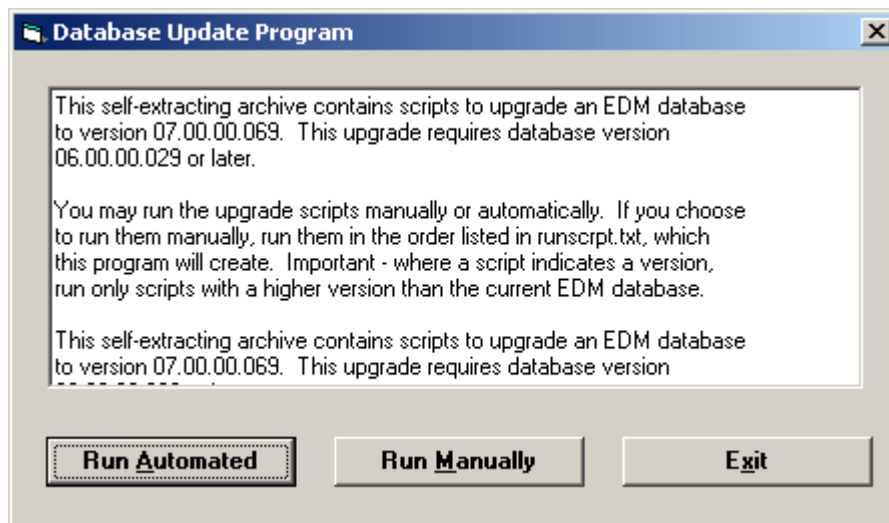 Database Update Program
This self-extracting archive contains scripts to upgrade an EDM database
to version 07.00.00.069.  This upgrade requires database version
06.00.00.029 or later.
You may run the upgrade scripts manually or automatically.  If you choose
to run them manually, run them in the order listed in runscrpt.txt, which
this program will create.  Important - where a script indicates a version,
run only scripts with a higher version than the current EDM database.
This self-extracting archive contains scripts to upgrade an EDM database
to version 07.00.00.069.  This upgrade requires database version
Run Automated
Run Manually
Exit